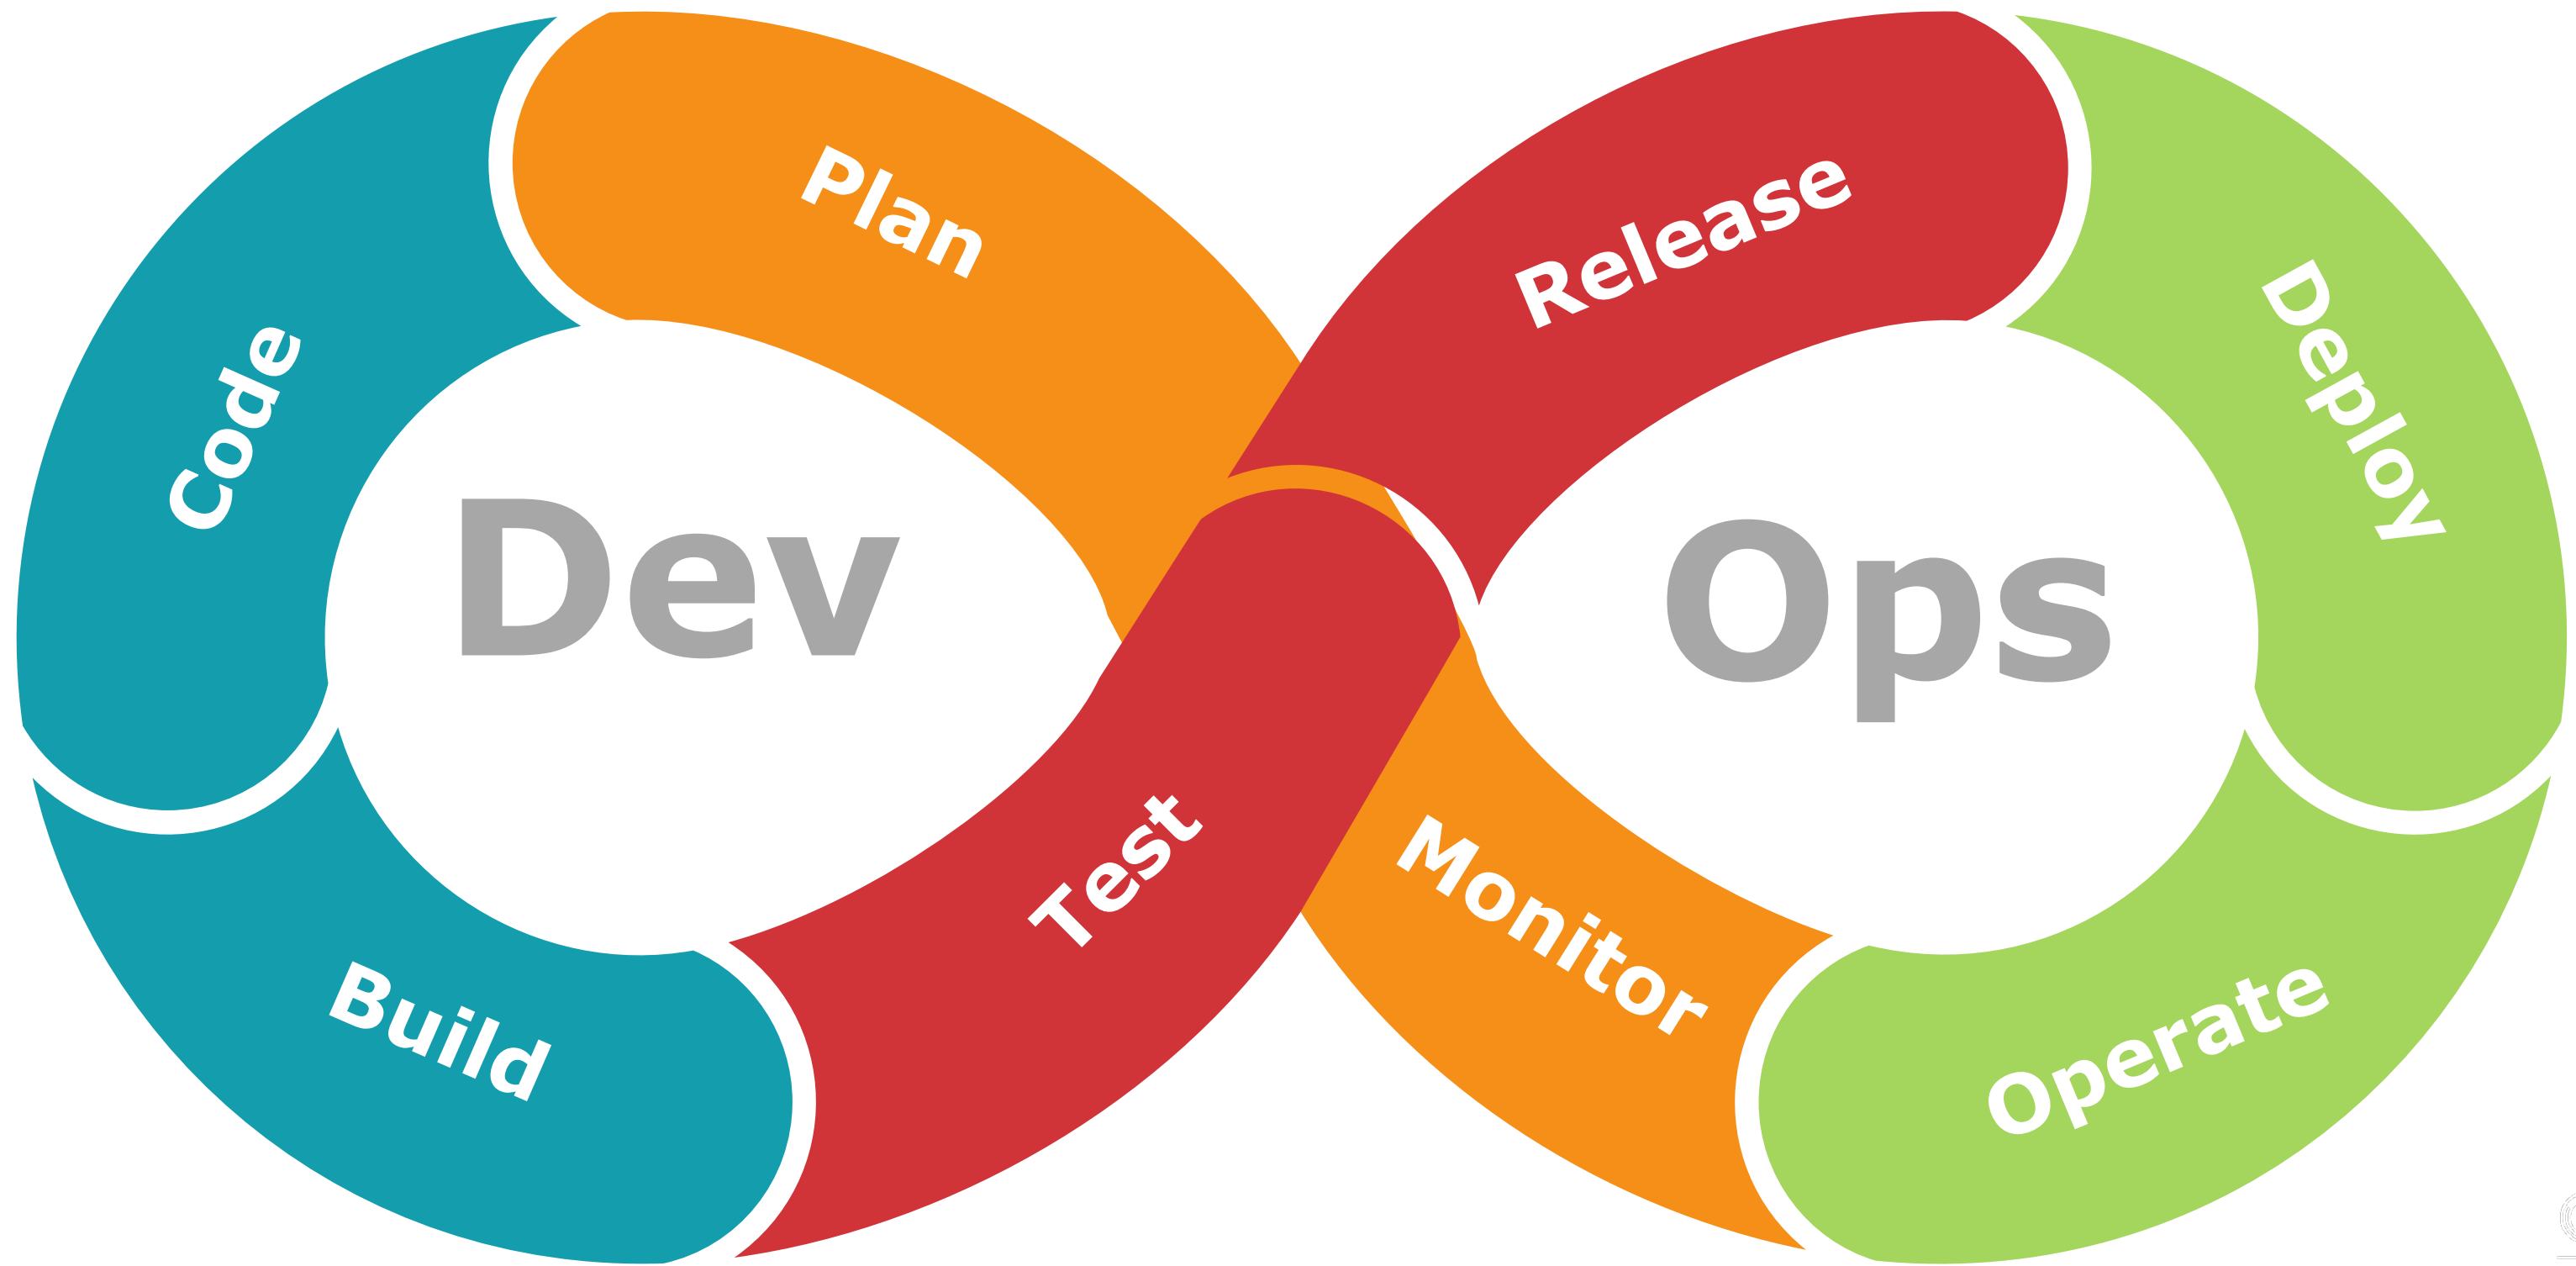 Plan
Release
Code
Deploy
Dev
Ops
Test
Monitor
Build
Operate